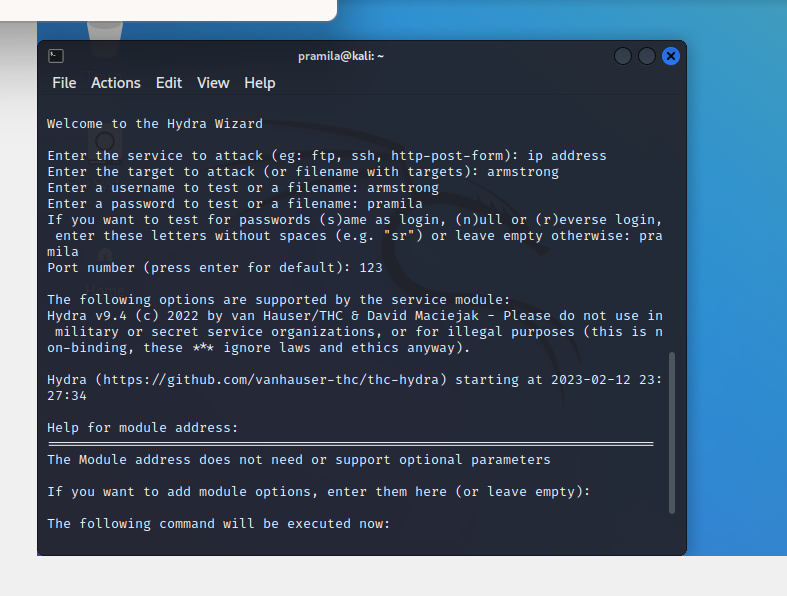 pramila@kali: ~
File Actions Edit View Help
Welcome to the Hydra Wizard
Enter the service to attack (eg: ftp, ssh, http-post-form): ip address
Enter the target to attack (or filename with targets): armstrong
Enter a username to test or a filename: armstrong
Enter a password to test or a filename: pramila
If you want to test for passwords (s)ame as login, (n)ull or (r)everse login,
enter these letters without spaces (e.g. "sr") or leave empty otherwise: pra
mila
Port number (press enter for default): 123
The following options are supported by the service module:
Hydra v9.4 (c) 2022 by van Hauser/THC & David Maciejak - Please do not use in
military or secret service organizations, or for illegal purposes (this is n
on-binding, these *** ignore laws and ethics anyway).
Hydra (https://github.com/vanhauser-thc/thc-hydra) starting at 2023-02-12 23:
27:34
Help for module address:
============================================================================
The Module address does not need or support optional parameters
If you want to add module options, enter them here (or leave empty):
The following command will be executed now: